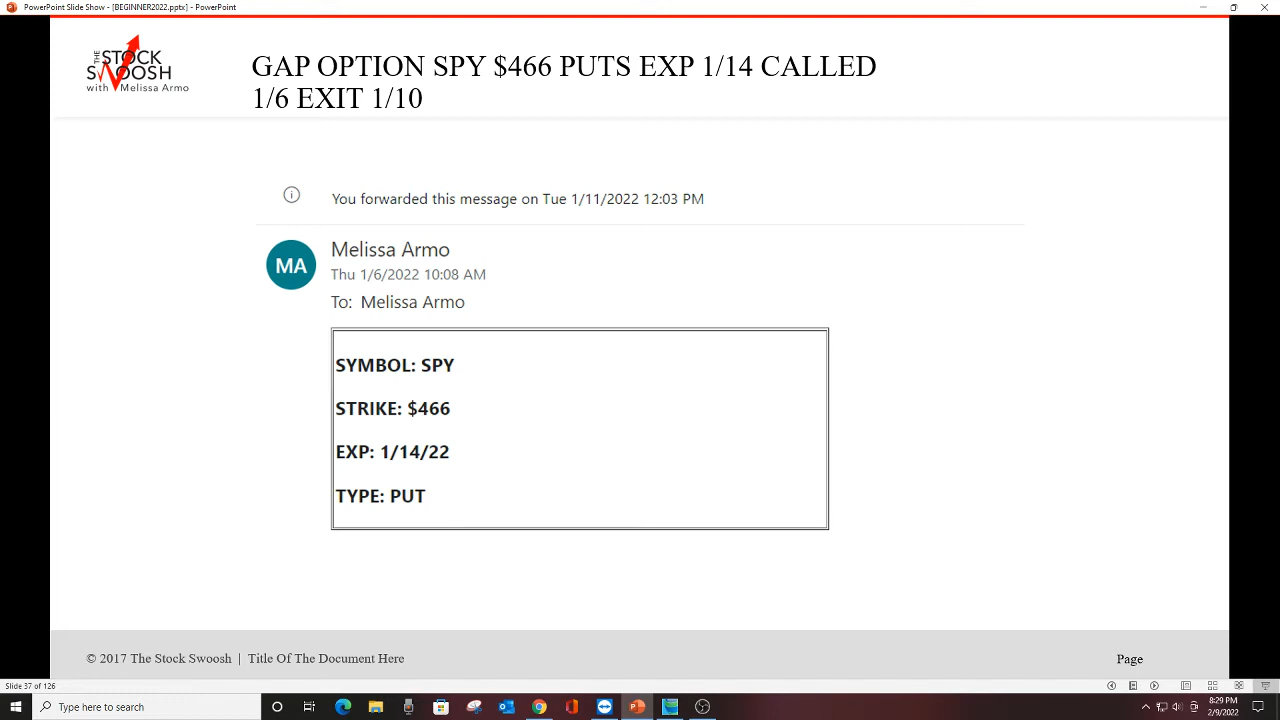 PowerPoint Slide Show - [BEGINNER2022.pptx] - PowerPoint
THE
STOCK
SWOOSH
with Melissa Armo
GAP OPTION SPY $466 PUTS EXP 1/14 CALLED
1/6 EXIT 1/10
You forwarded this message on Tue 1/11/2022 12:03 PM
MA
Melissa Armo
Thu 1/6/2022 10:08 AM
To: Melissa Armo
SYMBOL: SPY
STRIKE: $466
EXP: 1/14/22
TYPE: PUT
© 2017 The Stock Swoosh | Title Of The Document Here
Page
Slide 37 of 126
Type here to search
8:29 PM
2/9/2022